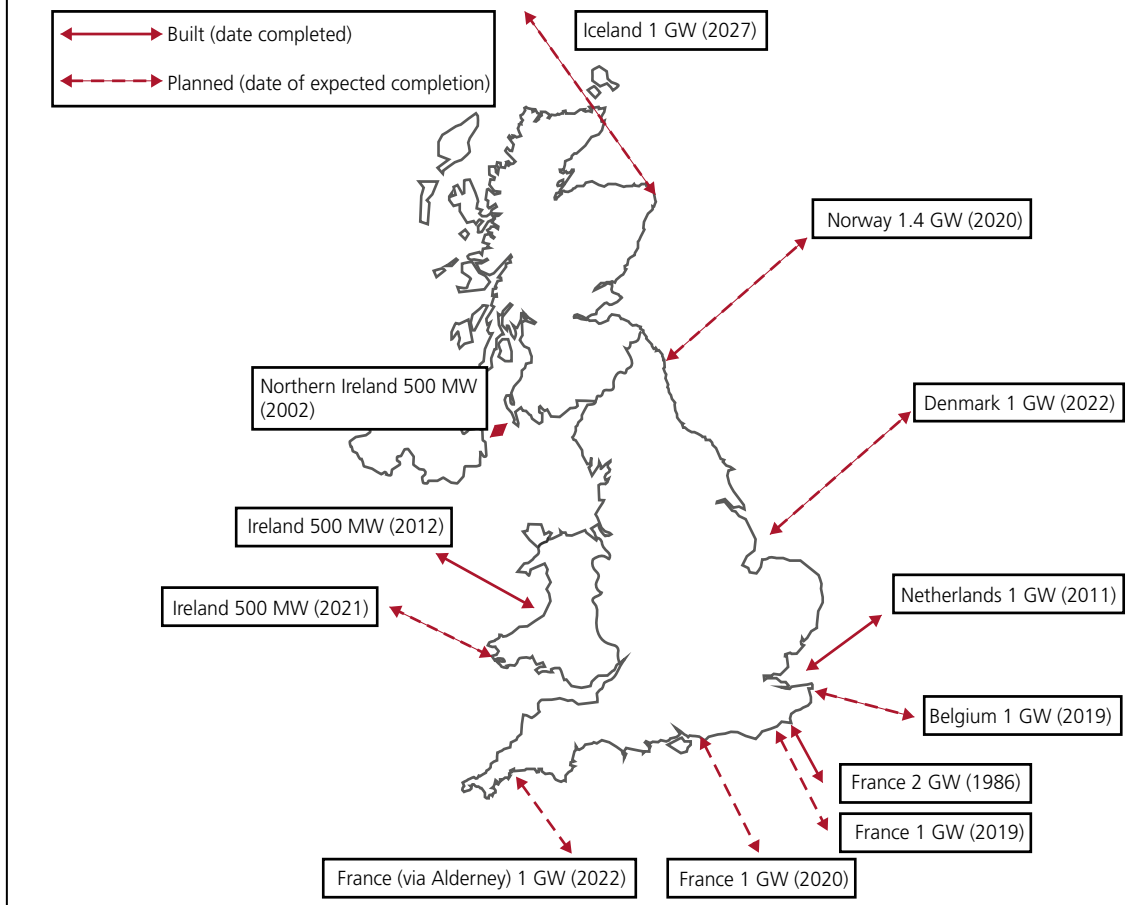 Built (date completed)
Planned (date of expected completion)
Iceland 1 GW (2027)
Norway 1.4 GW (2020)
Northern Ireland 500 MW
(2002)
Denmark 1 GW (2022)
Ireland 500 MW (2012)
Ireland 500 MW (2021)
Netherlands 1 GW (2011)
Belgium 1 GW (2019)
France 2 GW (1986)
France 1 GW (2019)
France (via Alderney) 1 GW (2022)
France 1 GW (2020)